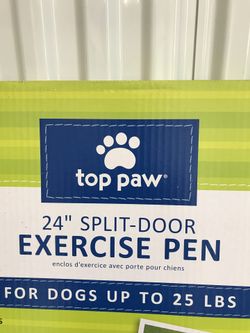 top paw®
24" SPLIT-DOOR
EXERCISE PEN
enclos d'exercice avec porte pour chiens
FOR DOGS UP TO 25 LBS